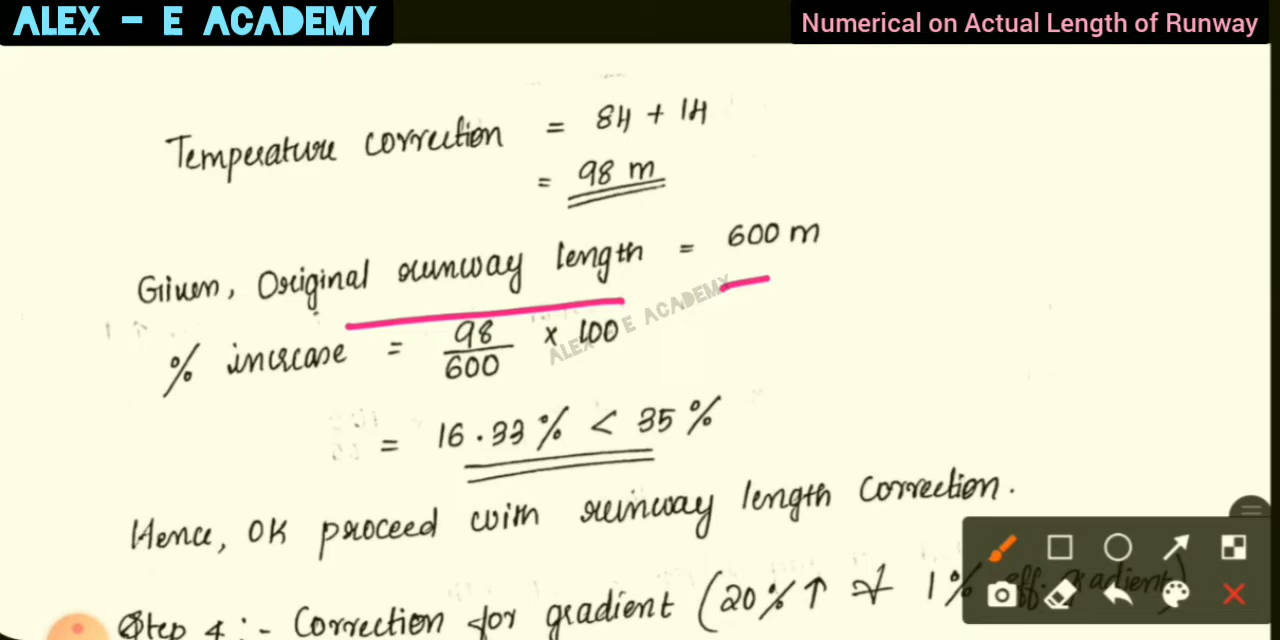 ALEX - E ACADEMY
Numerical on Actual Length of Runway
Temperature correction = 84 + 14
= 98 m
Given, Original runway length = 600 m
% increase = 98/600 x 100
ALEX - E ACADEMY
= 16.33 % < 35 %
Hence, OK proceed with runway length correction.
Step 4 :- Correction for gradient (20% ↑ 1% eff. gradient)